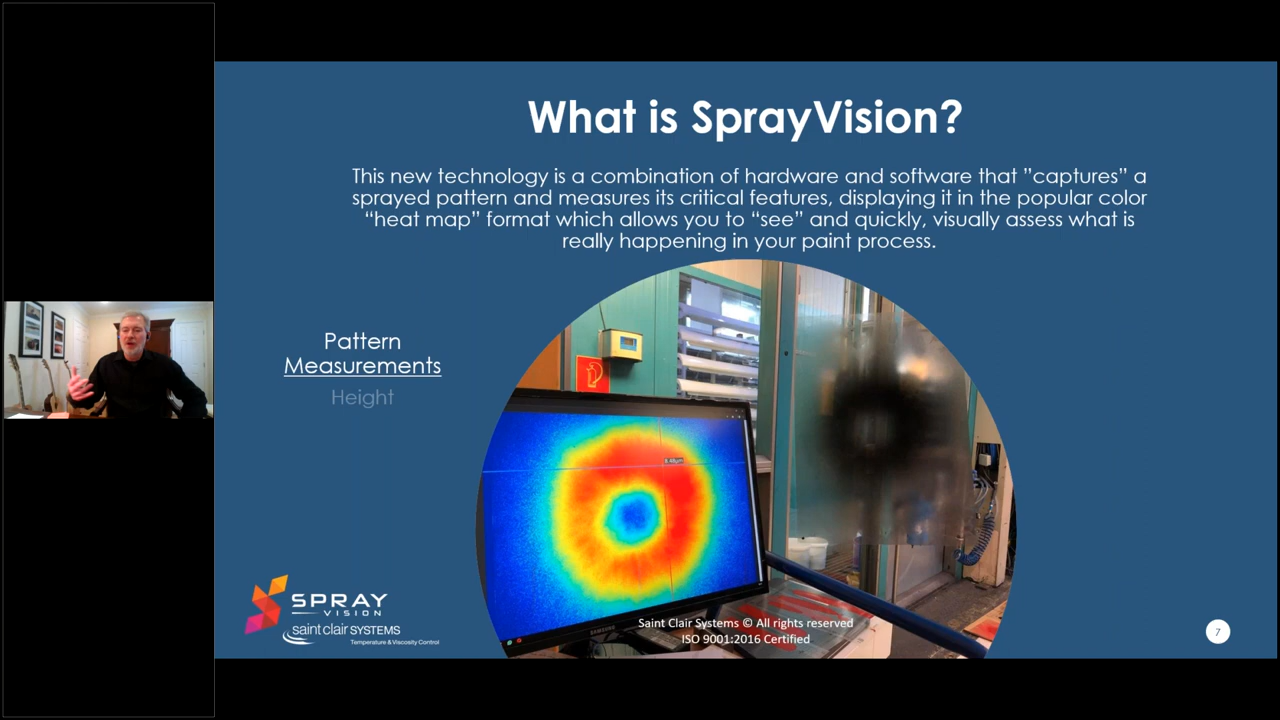 What is SprayVision?
This new technology is a combination of hardware and software that ”captures” a
sprayed pattern and measures its critical features, displaying it in the popular color
“heat map” format which allows you to “see” and quickly, visually assess what is
really happening in your paint process.
Pattern
Measurements
Height
SAMSUNG
SPRAY
VISION
saint clair SYSTEMS
Temperature & Viscosity Control
Saint Clair Systems © All rights reserved
ISO 9001:2016 Certified
7